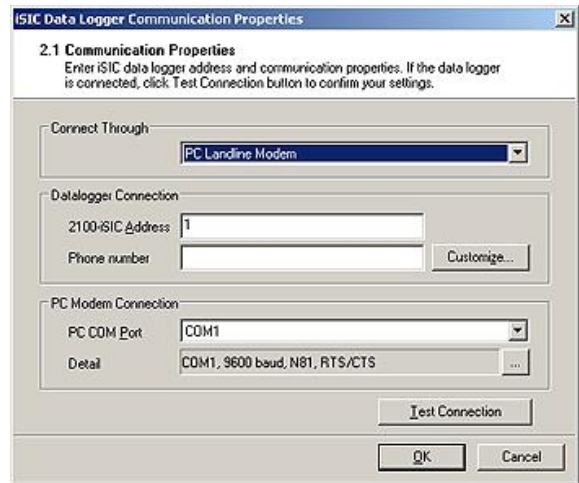 iSIC Data Logger Communication Properties
2.1 Communication Properties
Enter iSIC data logger address and communication properties. If the data logger
is connected, click Test Connection button to confirm your settings.
Connect Through
PC Landline Modem
Datalogger Connection
2100-iSIC Address 1
Phone number Customize...
PC Modem Connection
PC COM Port COM1
Detail COM1, 9600 baud, N81, RTS/CTS ...
Test Connection
OK Cancel